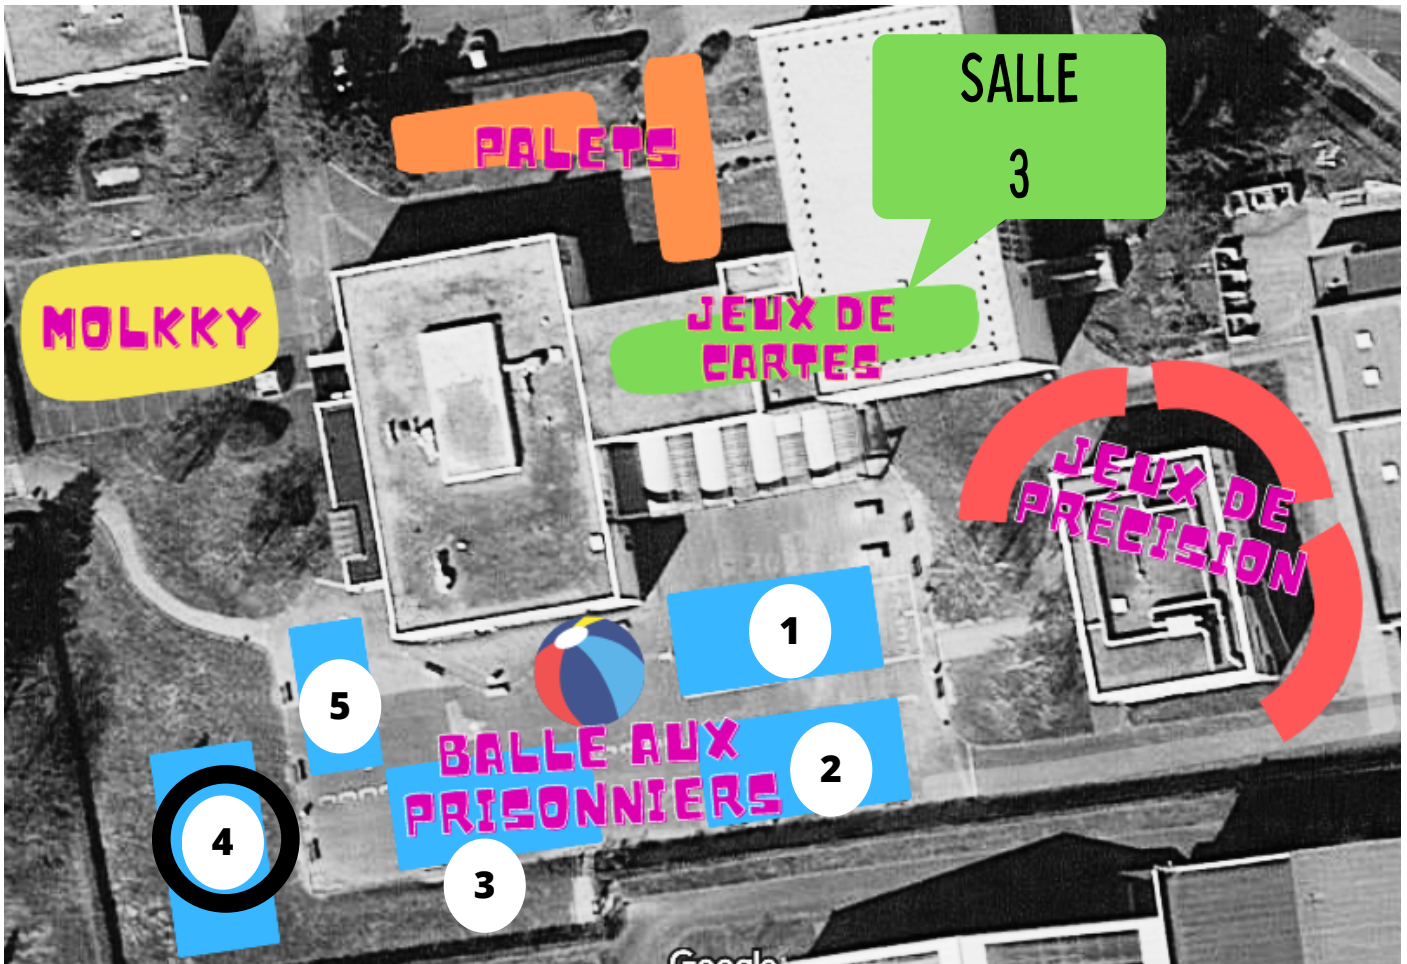 SALLE
3
PALETS
MOLKKY
JEUX DE
CARTES
JEUX DE
PRÉCISION
1
5
BALLE AUX
PRISONNIERS
2
4
3
Google